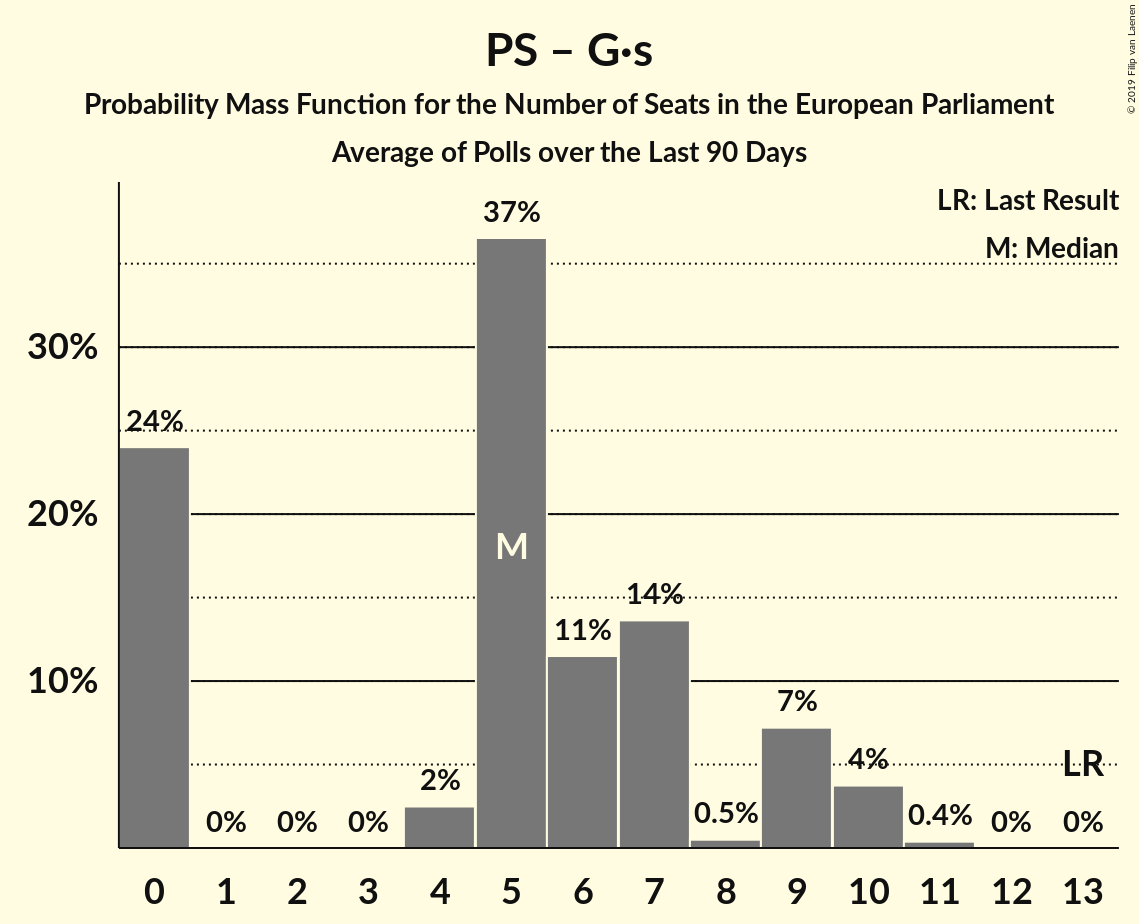 PS – G·s
Probability Mass Function for the Number of Seats in the European Parliament
Average of Polls over the Last 90 Days
© 2019 Filip van Laenen
LR: Last Result
M: Median
37%
30%
24%
20%
M
14%
11%
10%
7%
LR
4%
2%
0% 0% 0% 0.5% 0.4% 0% 0%
0 1 2 3 4 5 6 7 8 9 10 11 12 13